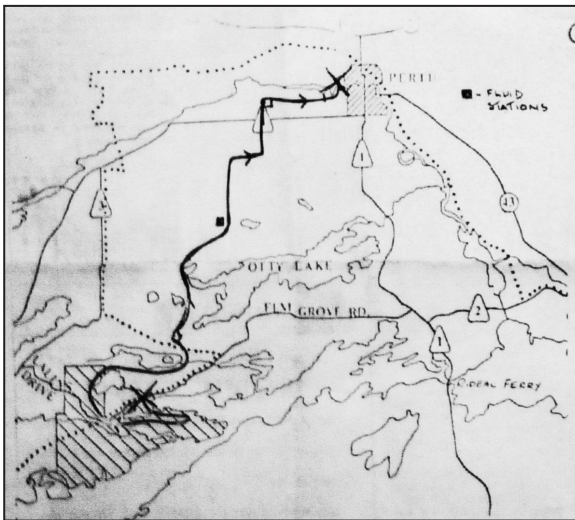 PERTH
■ - FLUID
STATIONS
1
43
OTTY LAKE
ELM GROVE RD.
2
1
RIDEAU FERRY